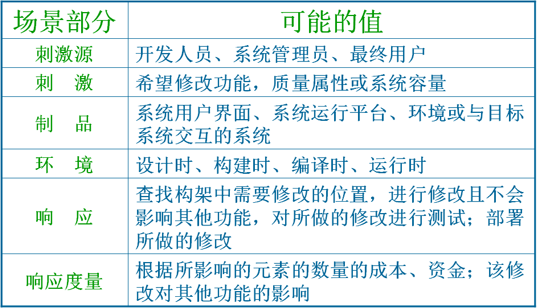 场景部分 可能的值
刺激源 开发人员、系统管理员、最终用户
刺 激 希望修改功能，质量属性或系统容量
制 品 系统用户界面、系统运行平台、环境或与目标
系统交互的系统
环 境 设计时、构建时、编译时、运行时
响 应 查找构架中需要修改的位置，进行修改且不会
影响其他功能，对所做的修改进行测试；部署
所做的修改
响应度量 根据所影响的元素的数量的成本、资金；该修
改对其他功能的影响